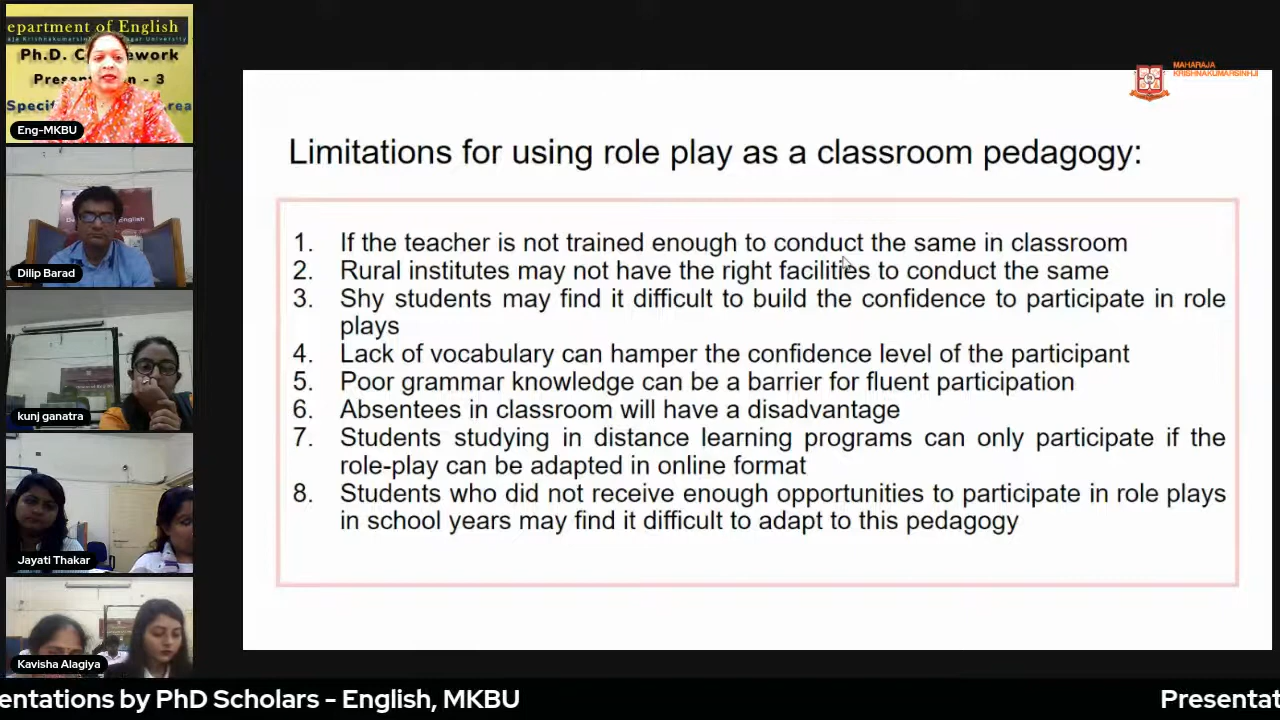 epartment of English
Ph.D. C
ework
Presen
n - 3
Specif
rea
Eng-MKBU
Dilip Barad
kunj ganatra
Jayati Thakar
Kavisha Alagiya
MAHARAJA
KRISHNAKUMARSINHJI
Limitations for using role play as a classroom pedagogy:
1. If the teacher is not trained enough to conduct the same in classroom
2. Rural institutes may not have the right facilities to conduct the same
3. Shy students may find it difficult to build the confidence to participate in role
plays
4. Lack of vocabulary can hamper the confidence level of the participant
5. Poor grammar knowledge can be a barrier for fluent participation
6. Absentees in classroom will have a disadvantage
7. Students studying in distance learning programs can only participate if the
role-play can be adapted in online format
8. Students who did not receive enough opportunities to participate in role plays
in school years may find it difficult to adapt to this pedagogy
entations by PhD Scholars - English, MKBU
Presentat